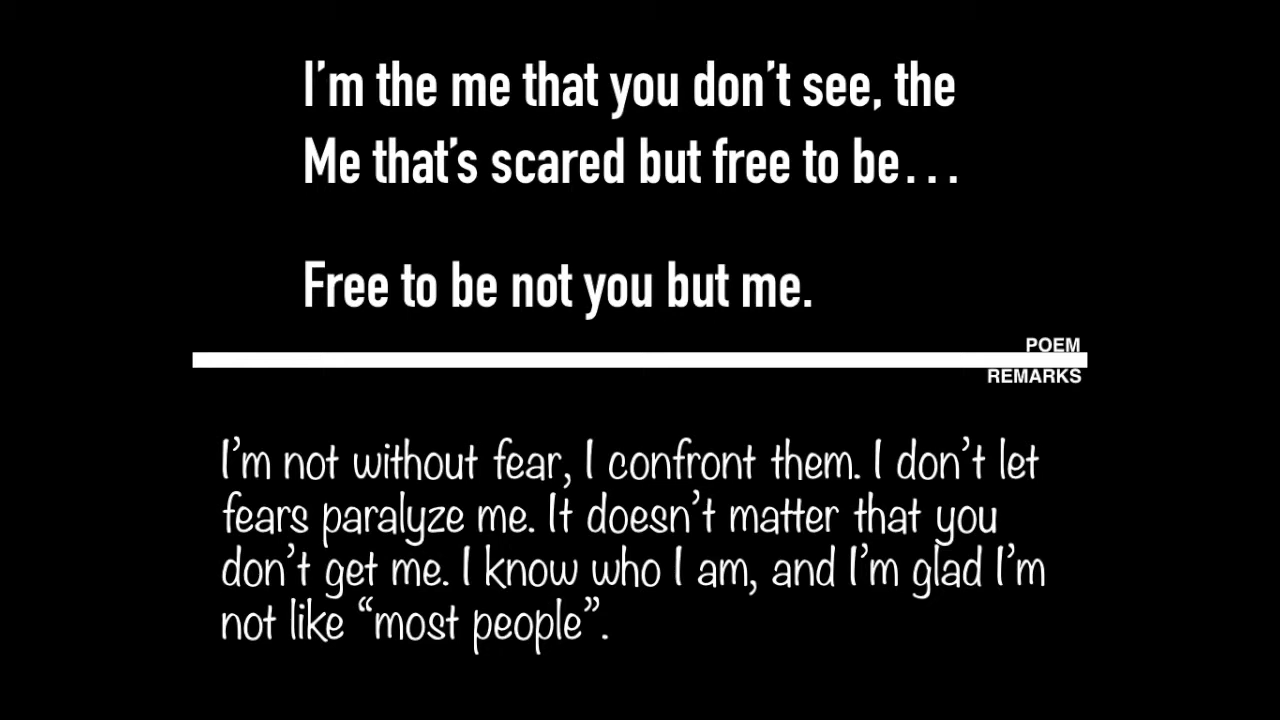 I'm the me that you don't see, the
Me that's scared but free to be...
Free to be not you but me.
POEM
REMARKS
I'm not without fear, I confront them. I don't let
fears paralyze me. It doesn't matter that you
don't get me. I know who I am, and I'm glad I'm
not like “most people”.